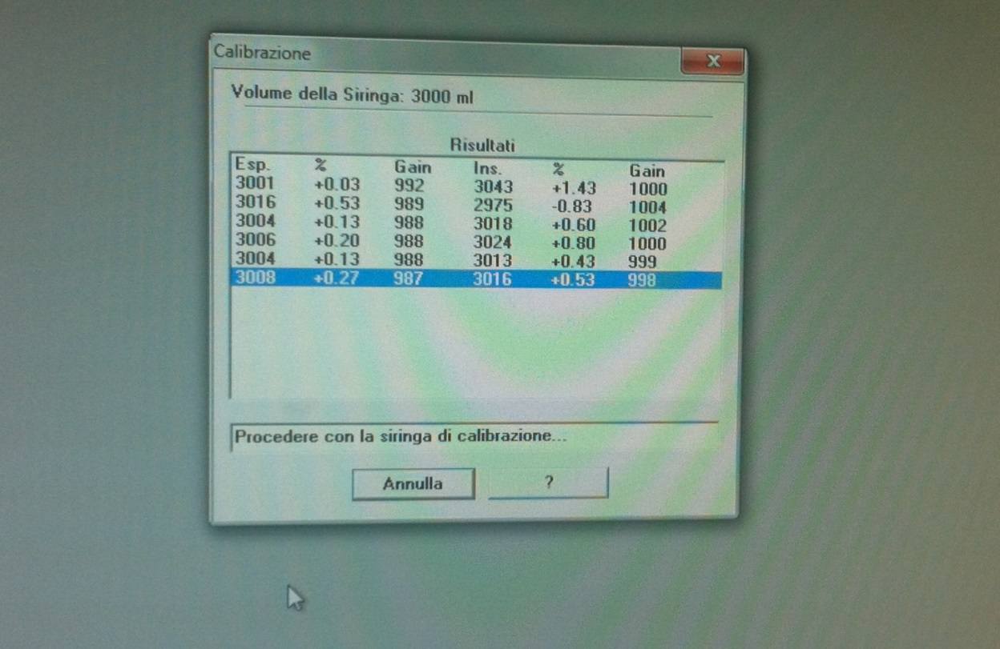 Calibrazione
Volume della Siringa: 3000 ml
Risultati
Esp. % Gain Ins. % Gain
3001 +0.03 992 3043 +1.43 1000
3016 +0.53 989 2975 -0.83 1004
3004 +0.13 988 3018 +0.60 1002
3006 +0.20 988 3024 +0.80 1000
3004 +0.13 988 3013 +0.43 999
3008 +0.27 987 3016 +0.53 998
Procedere con la siringa di calibrazione...
Annulla ?